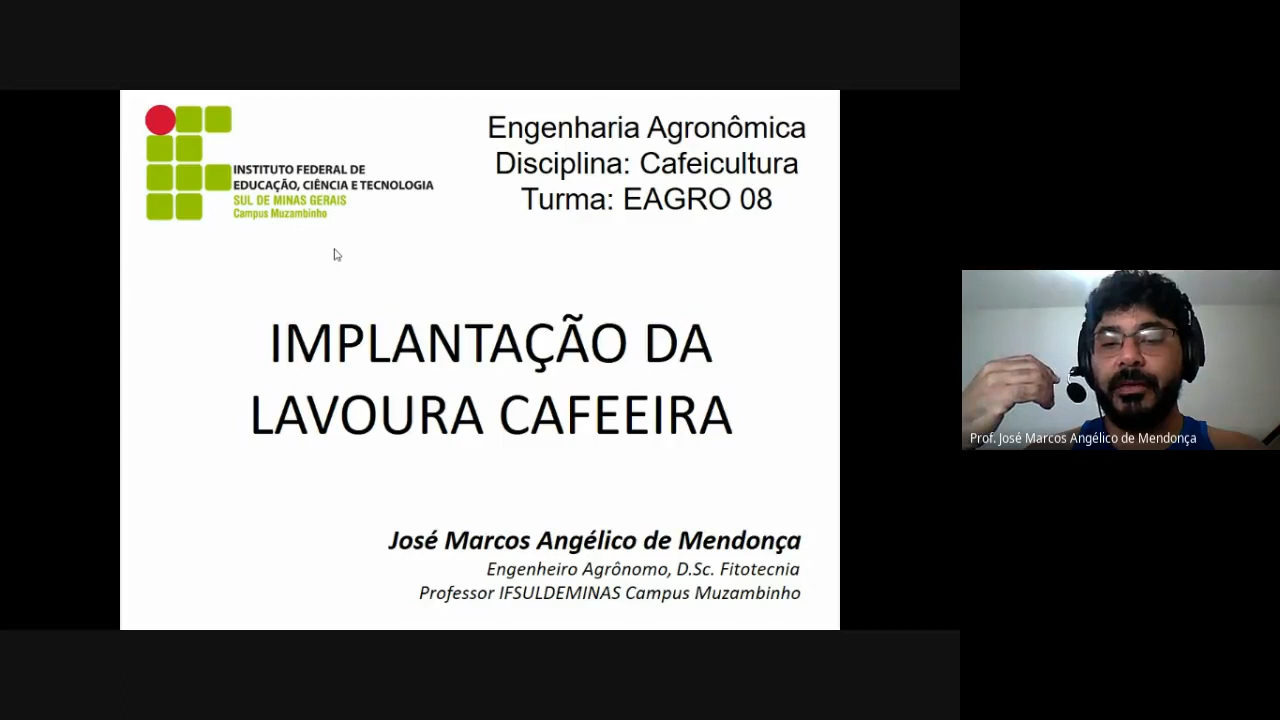 INSTITUTO FEDERAL DE
EDUCAÇÃO, CIÊNCIA E TECNOLOGIA
SUL DE MINAS GERAIS
Campus Muzambinho
Engenharia Agronômica
Disciplina: Cafeicultura
Turma: EAGRO 08
IMPLANTAÇÃO DA
LAVOURA CAFEEIRA
José Marcos Angélico de Mendonça
Engenheiro Agrônomo, D.Sc. Fitotecnia
Professor IFSULDEMINAS Campus Muzambinho
Prof. José Marcos Angélico de Mendonça